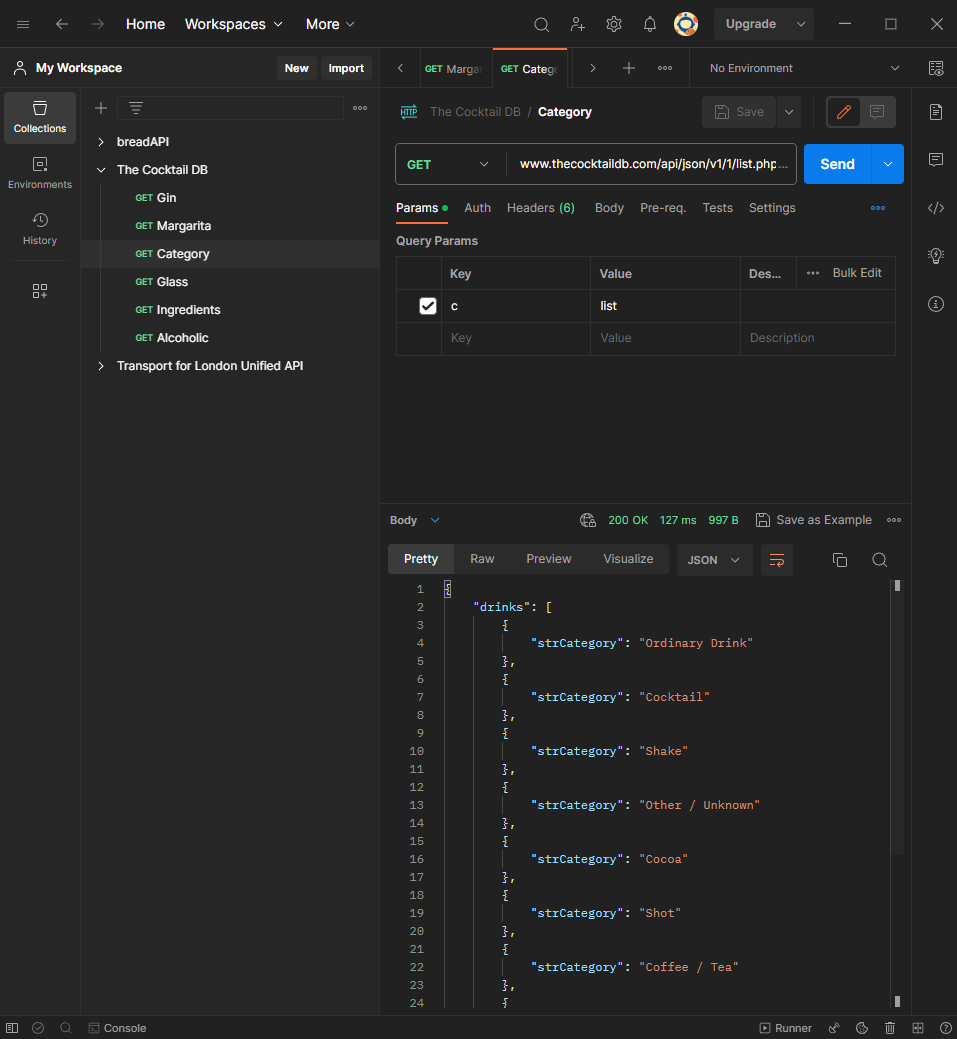 Home Workspaces More Upgrade
My Workspace New Import
GET Marga GET Categ No Environment
Collections
Environments
History
breadAPI
The Cocktail DB
GET Gin
GET Margarita
GET Category
GET Glass
GET Ingredients
GET Alcoholic
Transport for London Unified API
HTTP The Cocktail DB / Category Save
GET www.thecocktaildb.com/api/json/v1/1/list.php... Send
Params Auth Headers (6) Body Pre-req. Tests Settings
Query Params
Key Value Des... Bulk Edit
c list
Key Value Description
Body 200 OK 127 ms 997 B Save as Example
Pretty Raw Preview Visualize JSON
1 {
2 "drinks": [
3 {
4 "strCategory": "Ordinary Drink"
5 },
6 {
7 "strCategory": "Cocktail"
8 },
9 {
10 "strCategory": "Shake"
11 },
12 {
13 "strCategory": "Other / Unknown"
14 },
15 {
16 "strCategory": "Cocoa"
17 },
18 {
19 "strCategory": "Shot"
20 },
21 {
22 "strCategory": "Coffee / Tea"
23 },
24 {
Console Runner